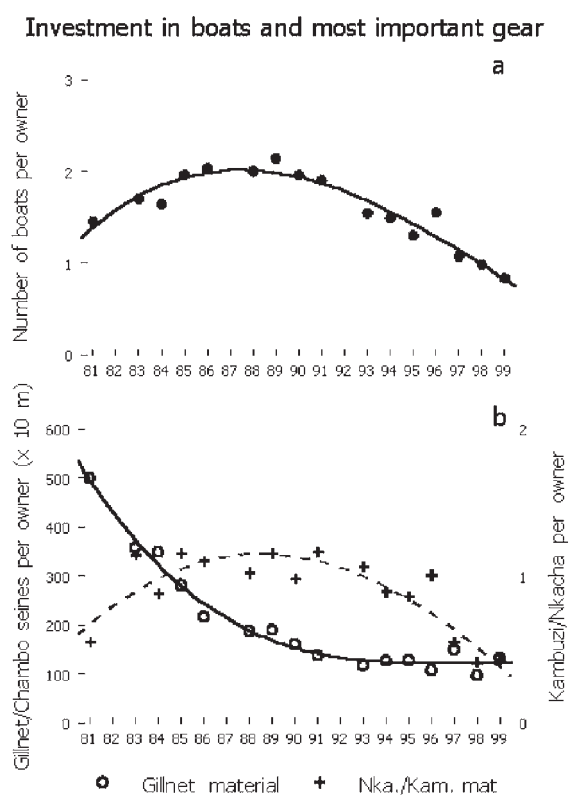 Investment in boats and most important gear
a
Number of boats per owner
3
2
1
0
81 82 83 84 85 86 87 88 89 90 91 92 93 94 95 96 97 98 99
b
Gillnet/Chambo seines per owner (x 10 m)
600
500
400
300
200
100
0
2
1
0
Kambuzi/Nkacha per owner
81 82 83 84 85 86 87 88 89 90 91 92 93 94 95 96 97 98 99
Gillnet material
Nka./Kam. mat